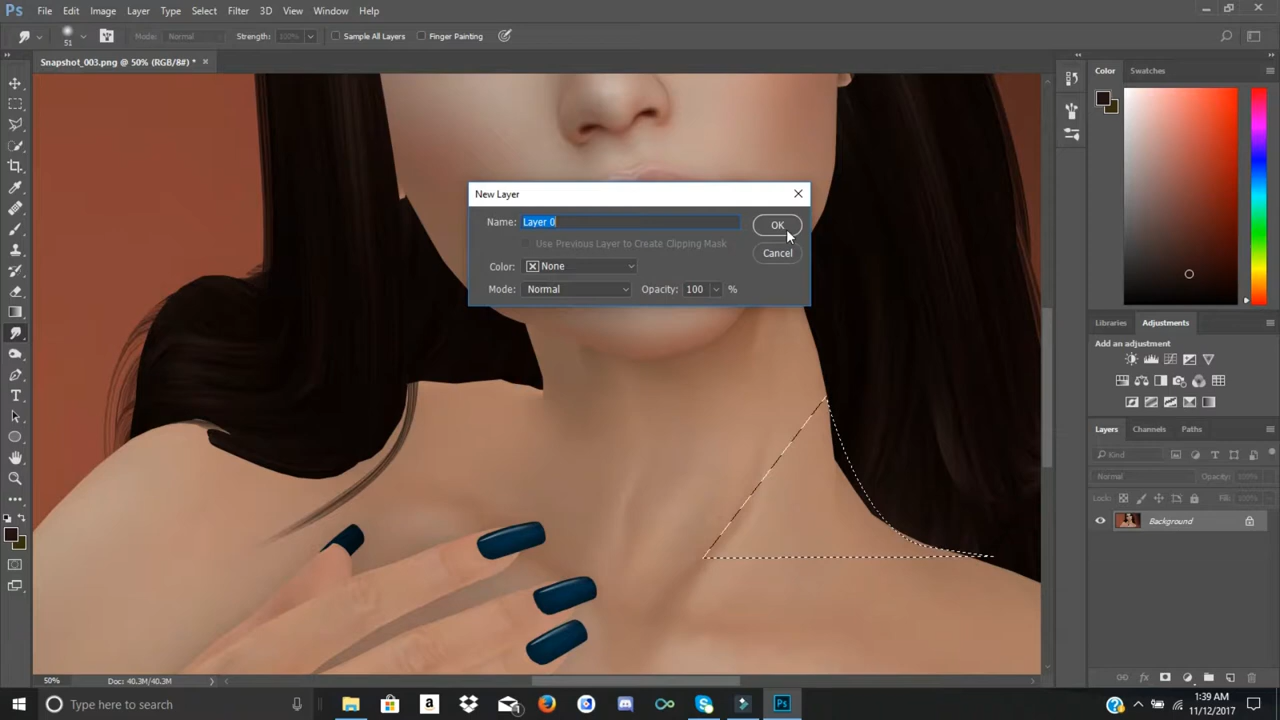 Ps File Edit Image Layer Type Select Filter 3D View Window Help
51 Mode: Normal Strength: 100% Sample All Layers Finger Painting
Snapshot_003.png @ 50% (RGB/8#) *
Color Swatches
New Layer
Name: Layer 0 OK
Use Previous Layer to Create Clipping Mask
Cancel
Color: None
Mode: Normal Opacity: 100 %
Libraries Adjustments
Add an adjustment
Layers Channels Paths
Kind
Normal Opacity: 100%
Lock: Fill: 100%
Background
fx
50% Doc: 40.3M/40.3M
Type here to search
1:39 AM
11/12/2017